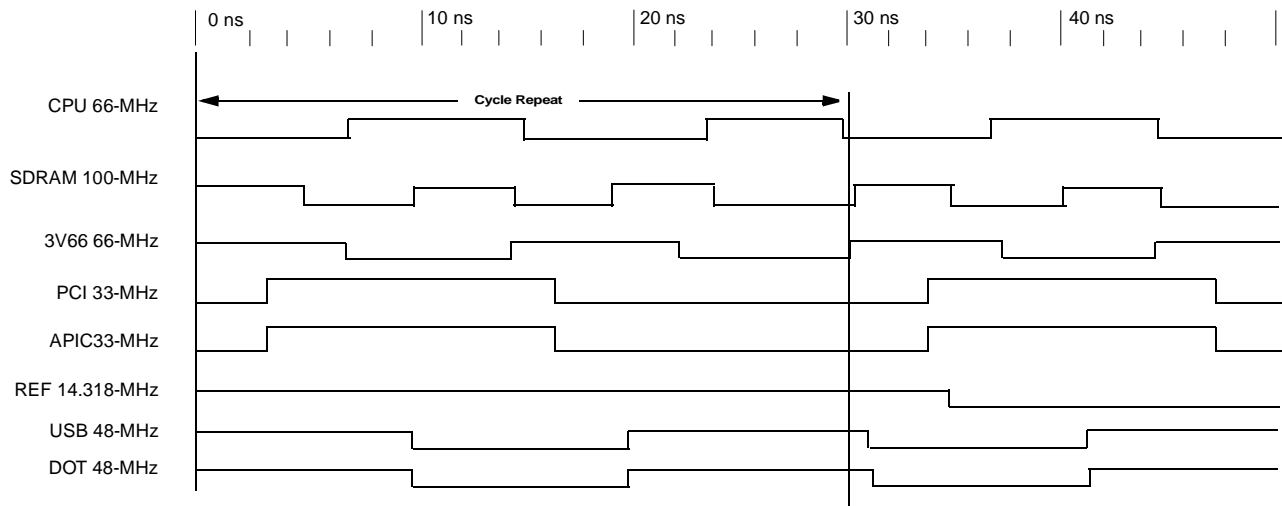 0 ns 10 ns 20 ns 30 ns 40 ns
Cycle Repeat
CPU 66-MHz
SDRAM 100-MHz
3V66 66-MHz
PCI 33-MHz
APIC33-MHz
REF 14.318-MHz
USB 48-MHz
DOT 48-MHz